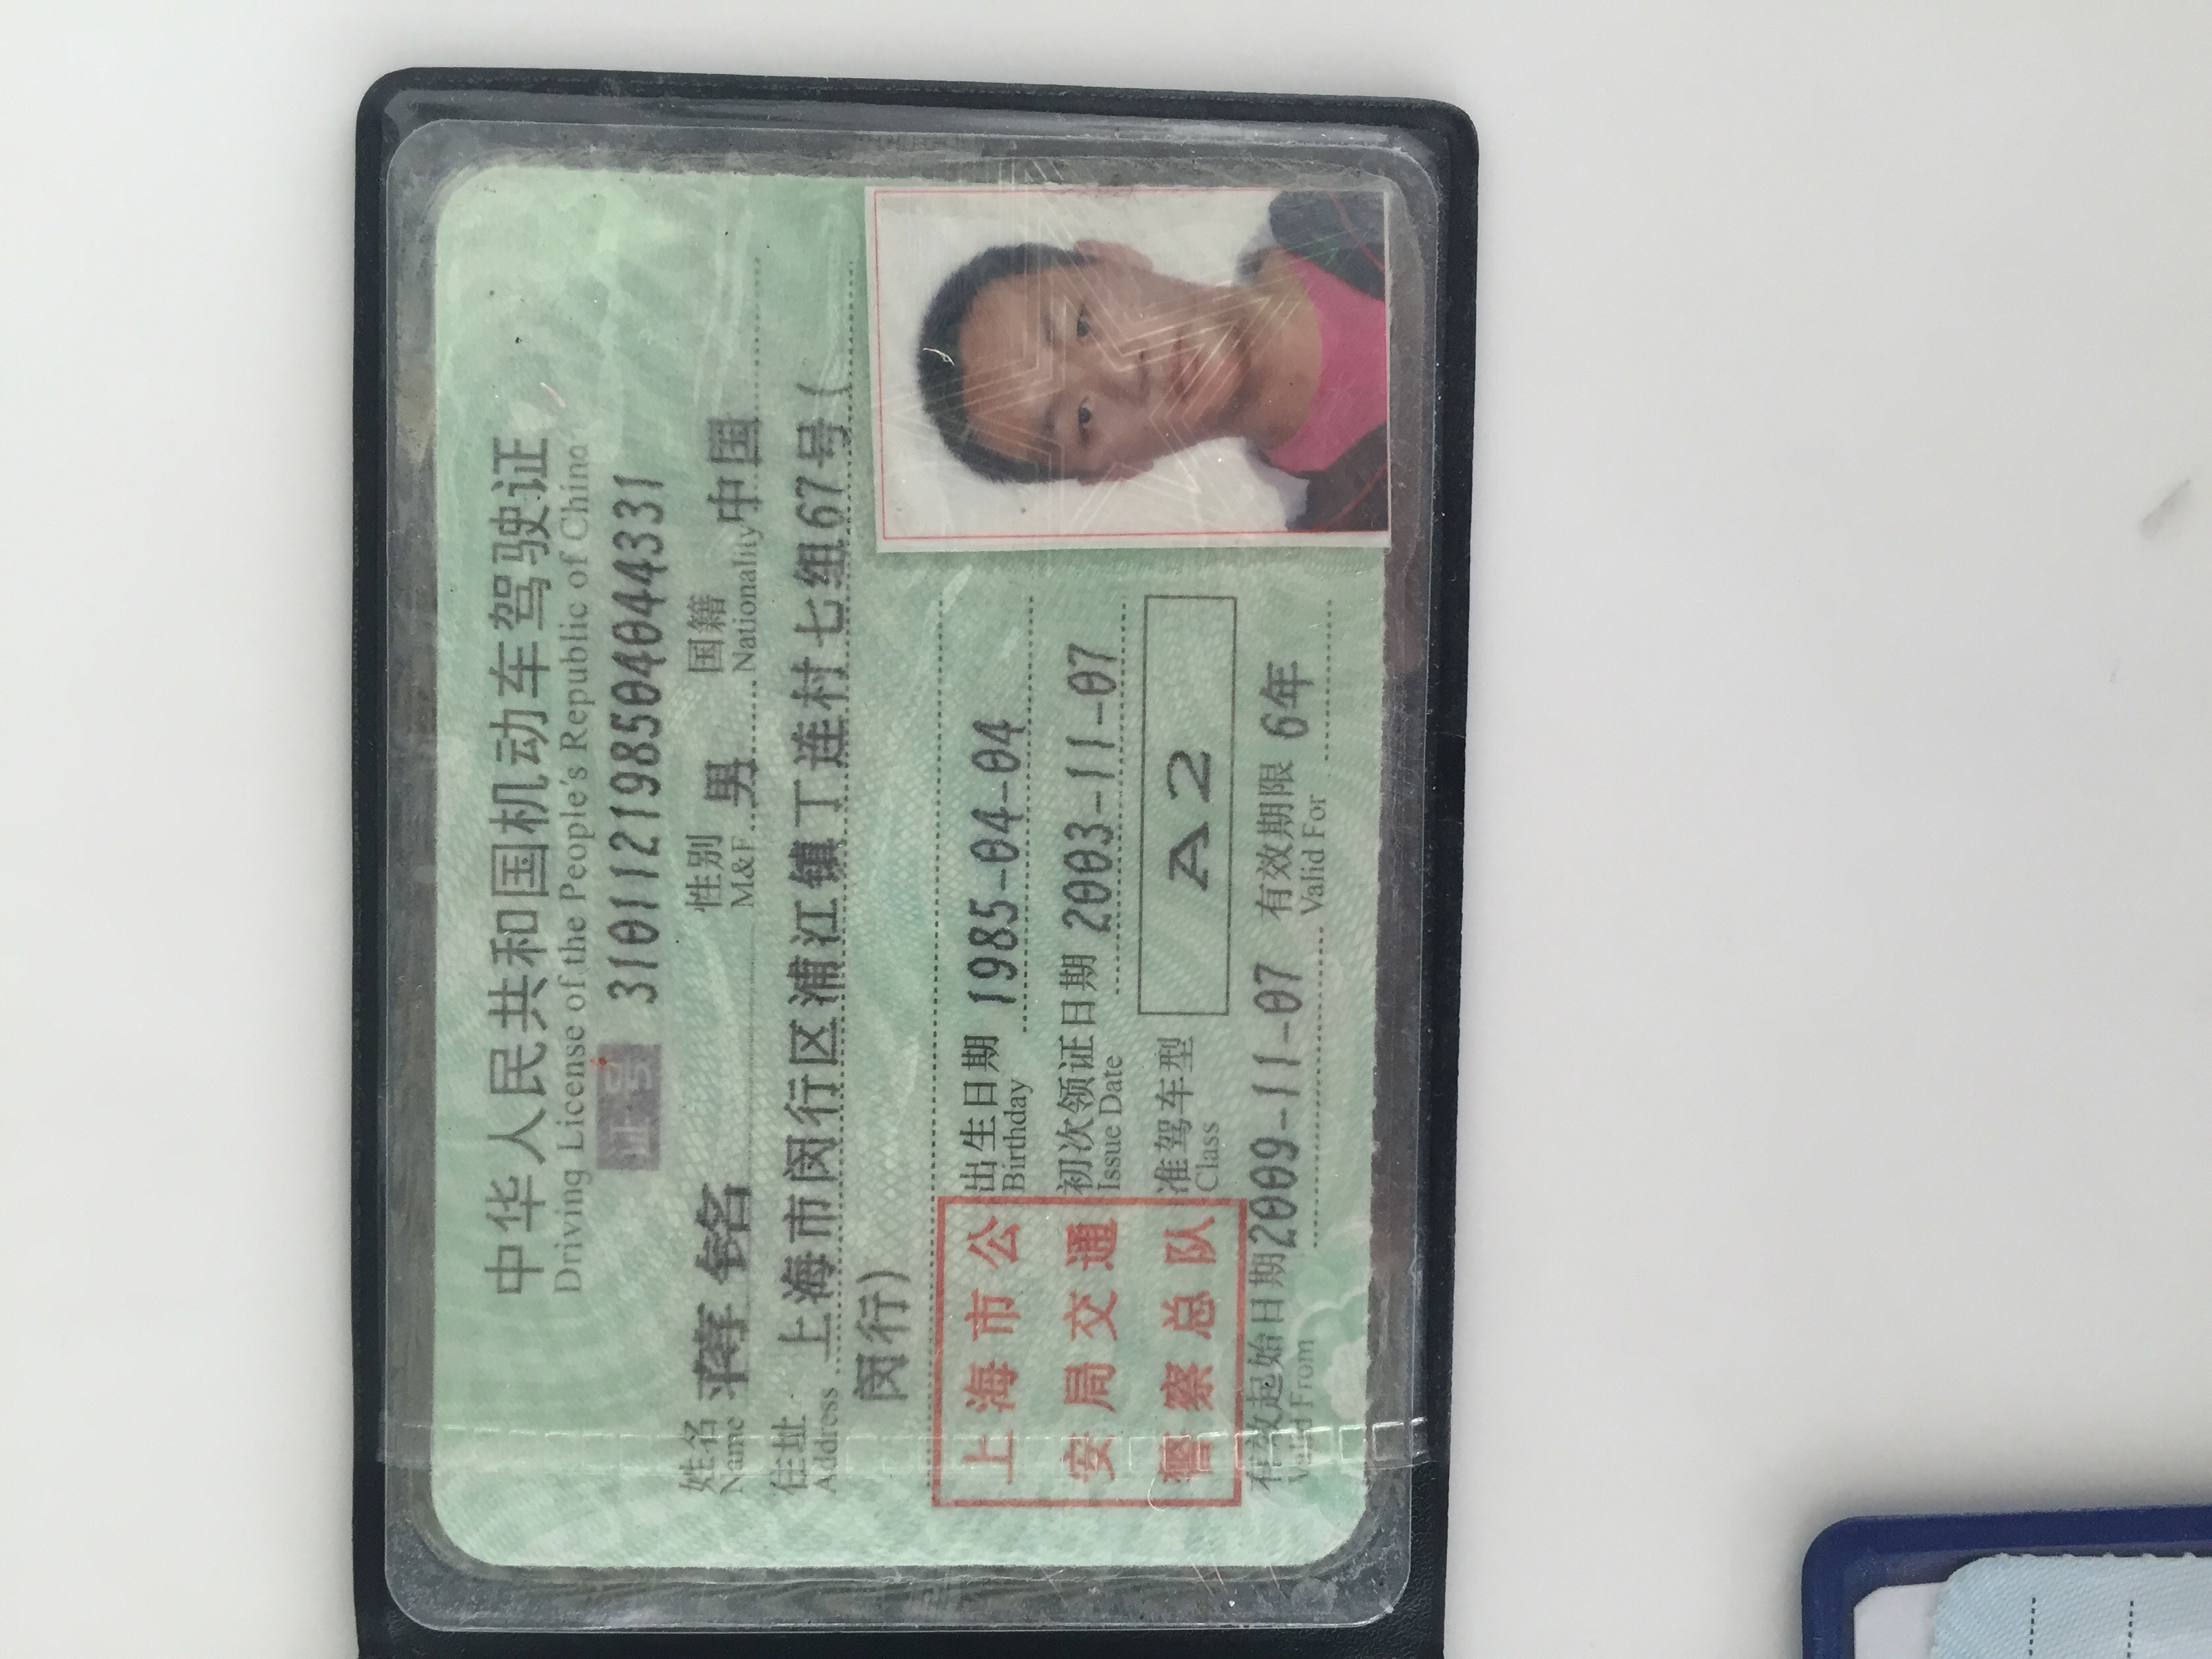 中华人民共和国机动车驾驶证
Driving License of the People's Republic of China
证号 310112198504044331
姓名 蒋铭 性别 男 国籍 中国
Name M&F Nationality
住址 上海市闵行区浦江镇丁连村七组67号(
Address
闵行)
上海市公
安局交通
警察总队
出生日期 1985-04-04
Birthday
初次领证日期 2003-11-07
Issue Date
准驾车型 A2
Class
有效起始日期 2009-11-07 有效期限 6年
Valid From Valid For